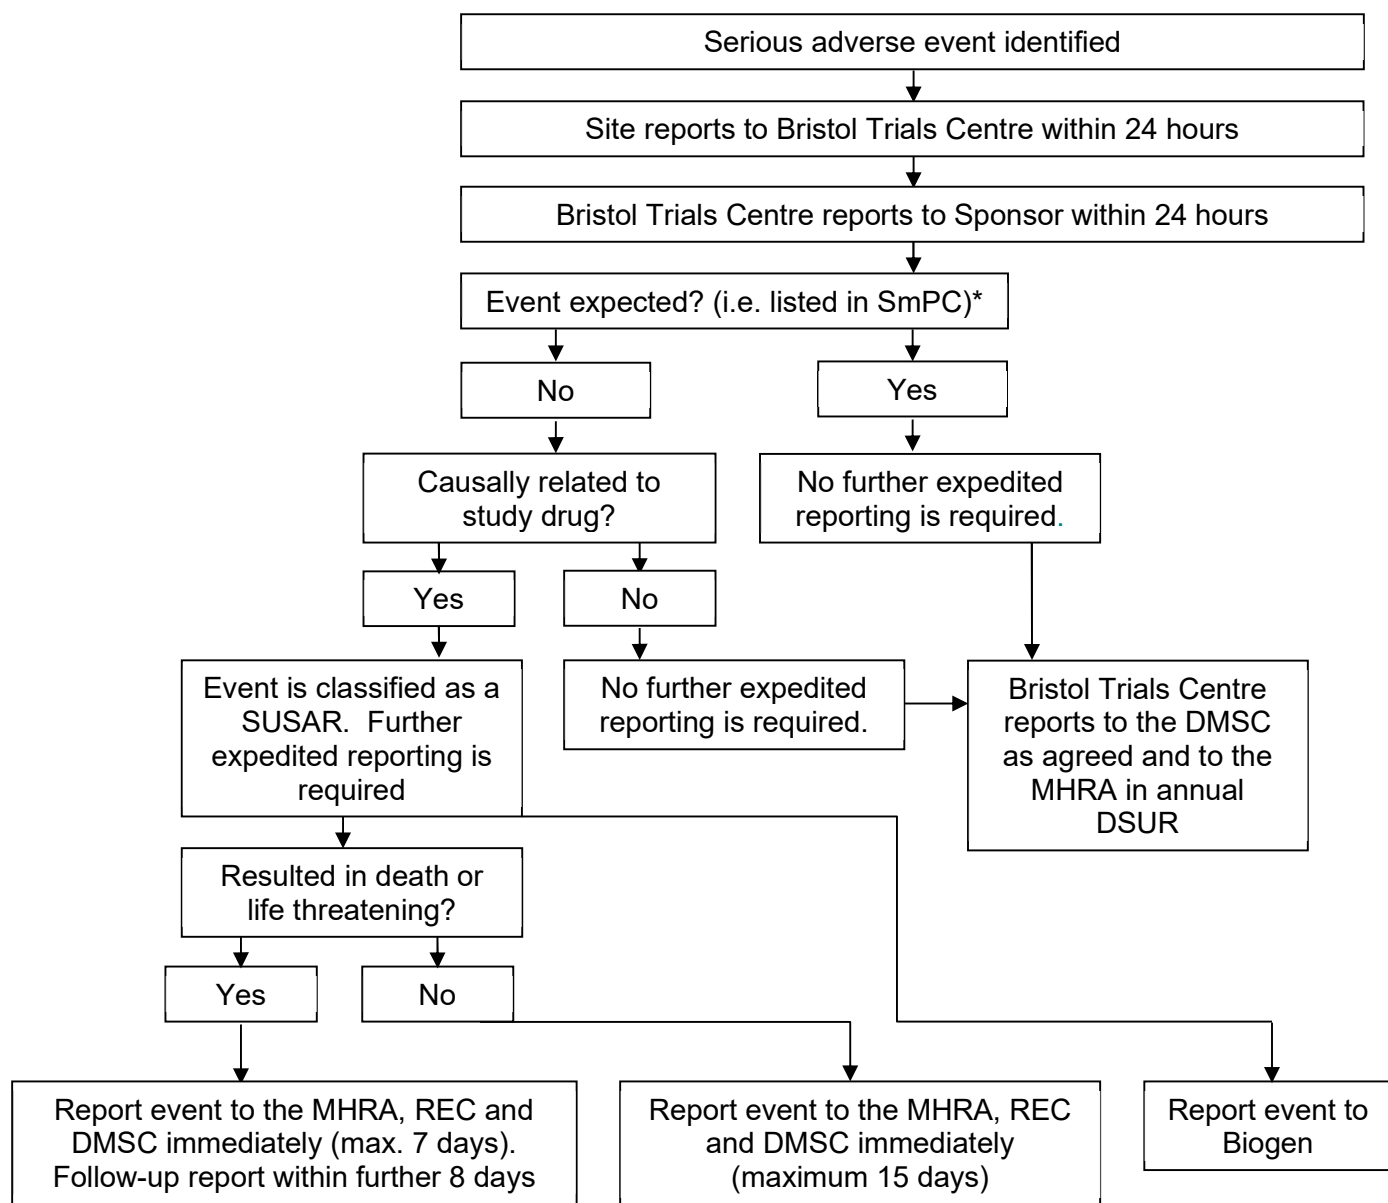 Serious adverse event identified
Site reports to Bristol Trials Centre within 24 hours
Bristol Trials Centre reports to Sponsor within 24 hours
Event expected? (i.e. listed in SmPC)*
No
Yes
Causally related to
study drug?
No further expedited
reporting is required.
Yes
No
Event is classified as a
SUSAR.  Further
expedited reporting is
required
No further expedited
reporting is required.
Bristol Trials Centre
reports to the DMSC
as agreed and to the
MHRA in annual
DSUR
Resulted in death or
life threatening?
Yes
No
Report event to the MHRA, REC and
DMSC immediately (max. 7 days).
Follow-up report within further 8 days
Report event to the MHRA, REC
and DMSC immediately
(maximum 15 days)
Report event to
Biogen